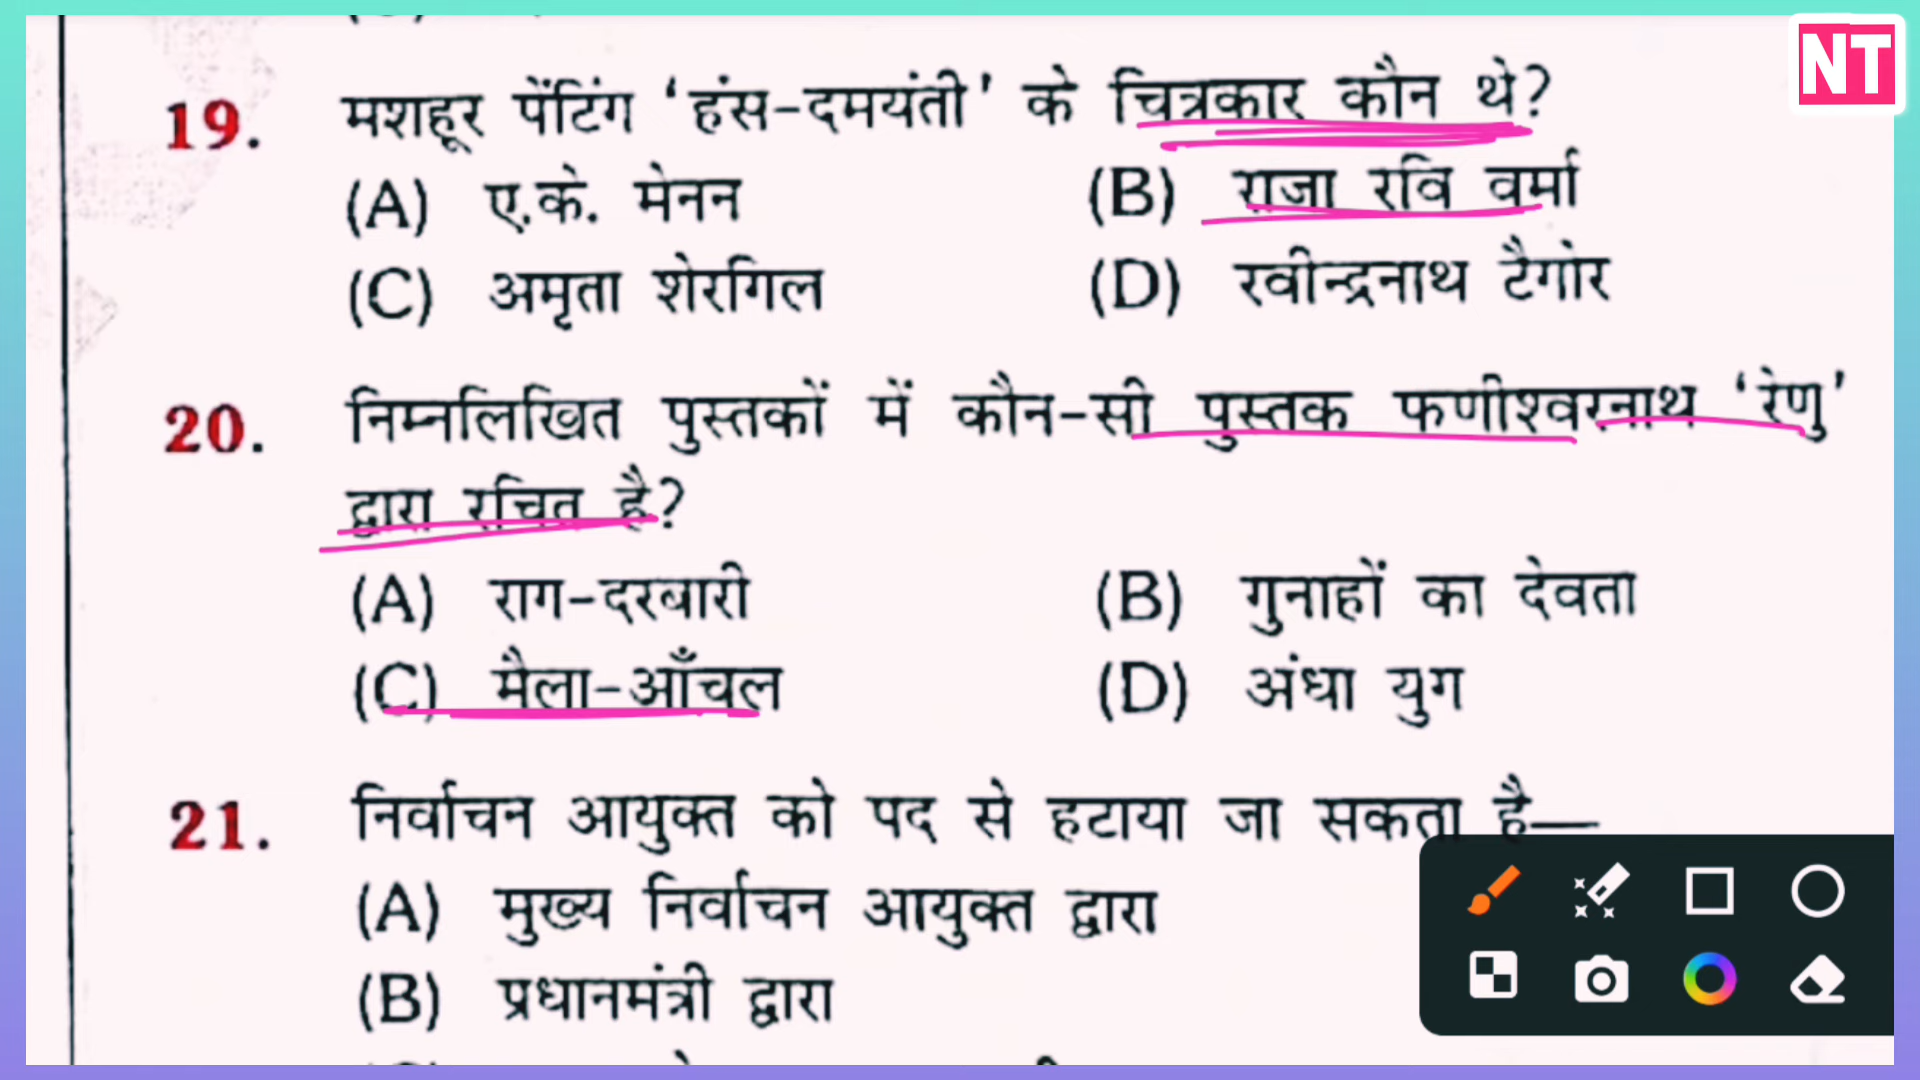 NT
19. मशहूर पेंटिंग ‘हंस-दमयंती’ के चित्रकार कौन थे?
(A) ए.के. मेनन (B) राजा रवि वर्मा
(C) अमृता शेरगिल (D) रवीन्द्रनाथ टैगोर
20. निम्नलिखित पुस्तकों में कौन-सी पुस्तक फणीश्वरनाथ ‘रेणु’
द्वारा रचित है?
(A) राग-दरबारी (B) गुनाहों का देवता
(C) मैला-आँचल (D) अंधा युग
21. निर्वाचन आयुक्त को पद से हटाया जा सकता है—
(A) मुख्य निर्वाचन आयुक्त द्वारा
(B) प्रधानमंत्री द्वारा